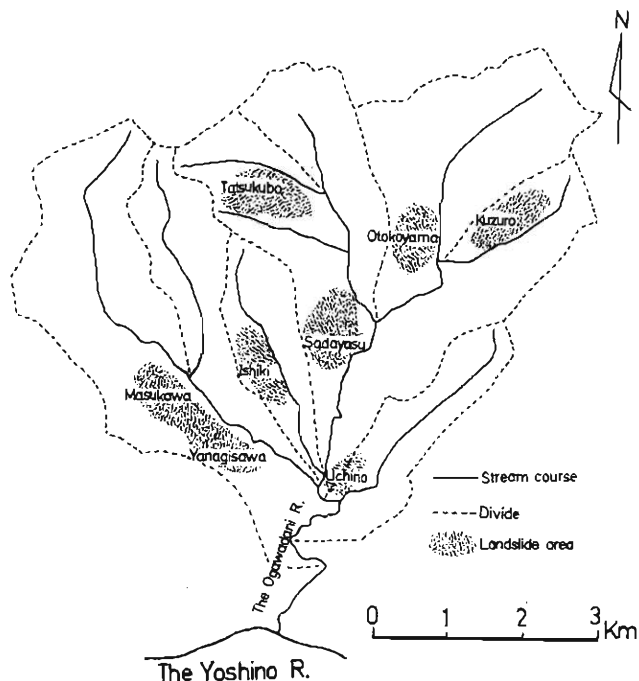 N
Tatsukubo
Kuzuro
Otokoyama
Sadayasu
Ishiki
Masukawa
Yanagisawa
Uchino
Stream course
Divide
Landslide area
The Ogawadani R.
0 1 2 3
Km
The Yoshino R.